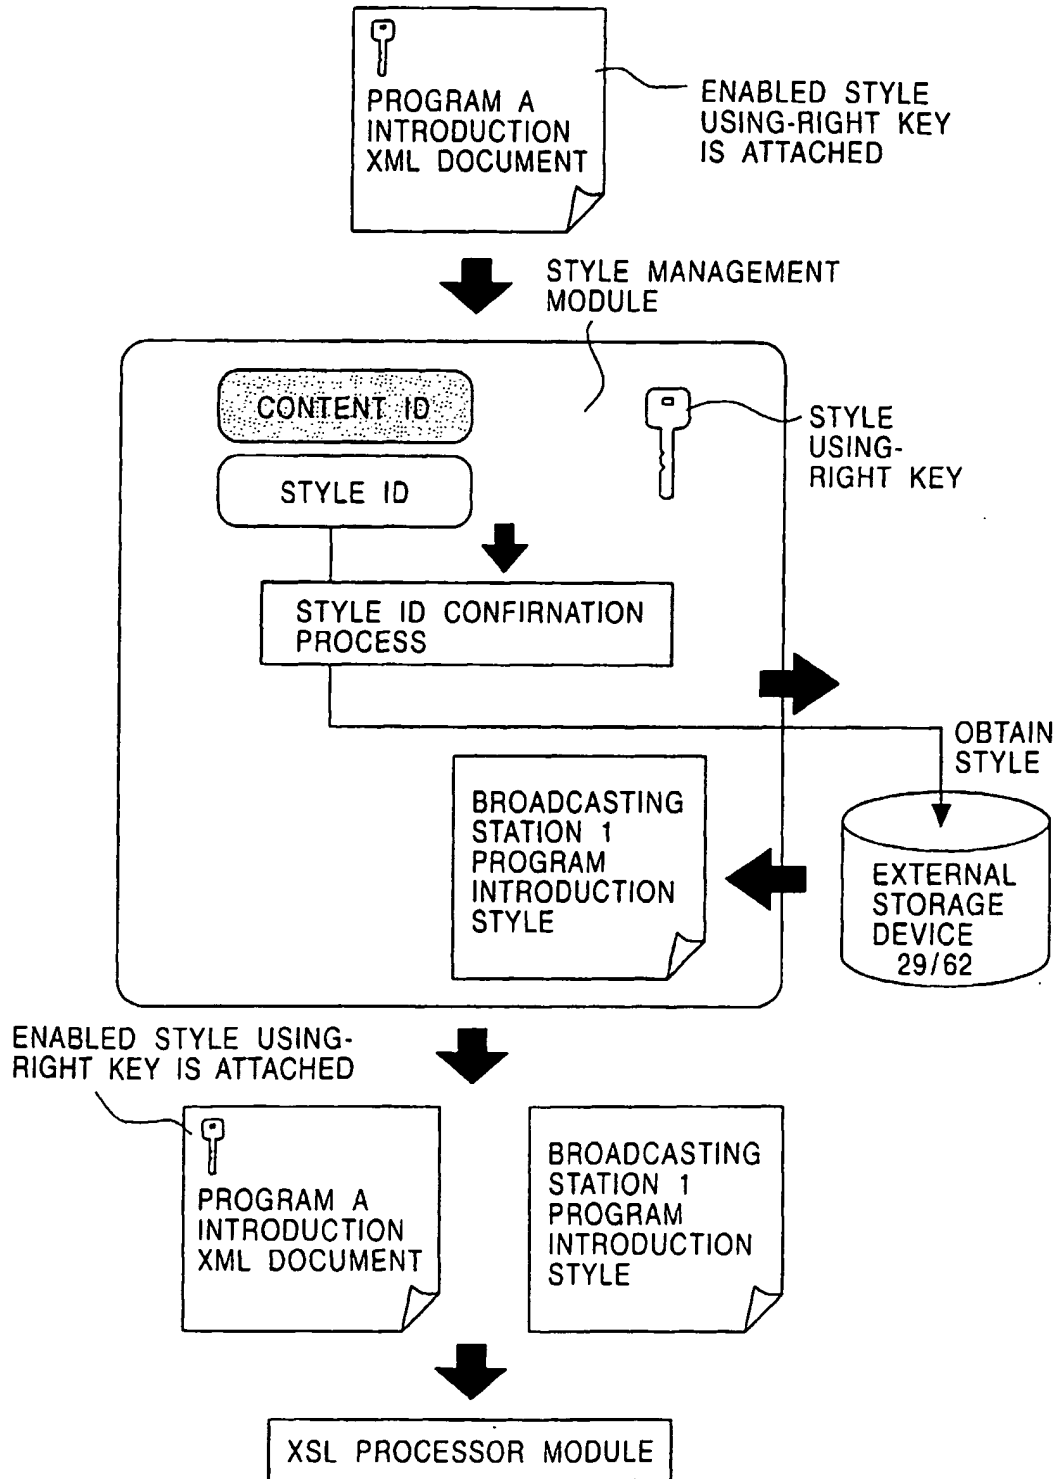 PROGRAM A
INTRODUCTION
XML DOCUMENT
ENABLED STYLE
USING-RIGHT KEY
IS ATTACHED
STYLE MANAGEMENT
MODULE
CONTENT ID
STYLE ID
STYLE
USING-
RIGHT KEY
STYLE ID CONFIRNATION
PROCESS
OBTAIN
STYLE
BROADCASTING
STATION 1
PROGRAM
INTRODUCTION
STYLE
EXTERNAL
STORAGE
DEVICE
29/62
ENABLED STYLE USING-
RIGHT KEY IS ATTACHED
PROGRAM A
INTRODUCTION
XML DOCUMENT
BROADCASTING
STATION 1
PROGRAM
INTRODUCTION
STYLE
XSL PROCESSOR MODULE